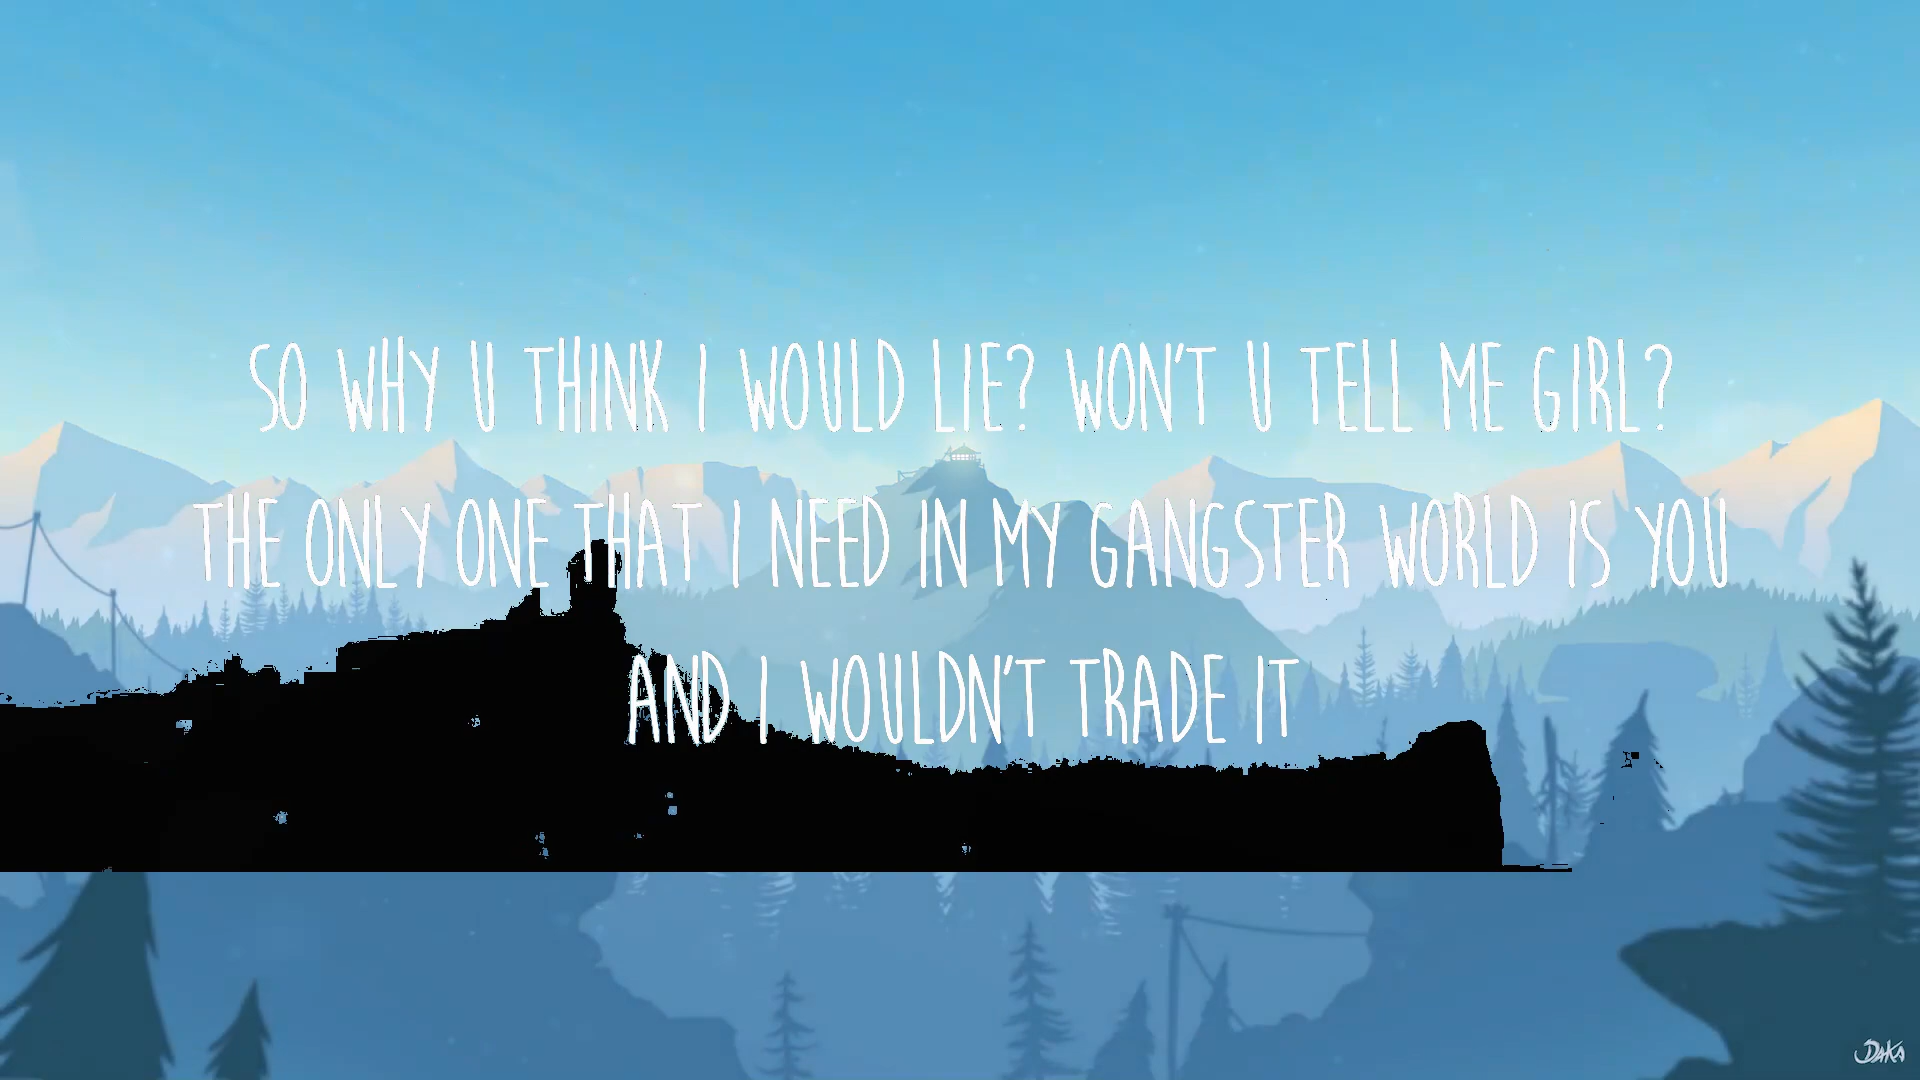 SO WHY U THINK I WOULD LIE? WON'T U TELL ME GIRL?
THE ONLY ONE THAT I NEED IN MY GANGSTER WORLD IS YOU
AND I WOULDN'T TRADE IT
DAKA